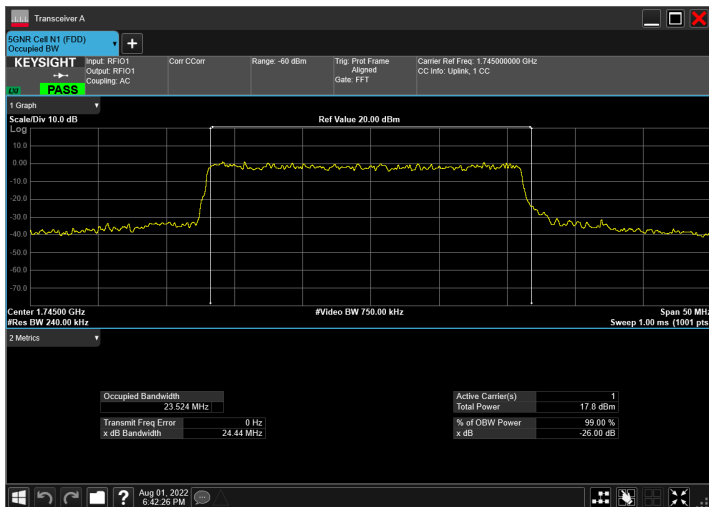 Transceiver A
5GNR Cell N1 (FDD)
Occupied BW
KEYSIGHT
PASS
Input: RFIO1
Output: RFIO1
Coupling: AC
Corr CCorr
Range: -60 dBm
Trig: Prot Frame
Aligned
Gate: FFT
Carrier Ref Freq: 1.745000000 GHz
CC Info: Uplink, 1 CC
1 Graph
Scale/Div 10.0 dB
Ref Value 20.00 dBm
Log
10.0
0.00
-10.0
-20.0
-30.0
-40.0
-50.0
-60.0
-70.0
Center 1.74500 GHz
#Video BW 750.00 kHz
Span 50 MHz
#Res BW 240.00 kHz
Sweep 1.00 ms (1001 pts
2 Metrics
Occupied Bandwidth
23.524 MHz
Transmit Freq Error 0 Hz
x dB Bandwidth 24.44 MHz
Active Carrier(s) 1
Total Power 17.8 dBm
% of OBW Power 99.00 %
x dB -26.00 dB
Aug 01, 2022
6:42:26 PM